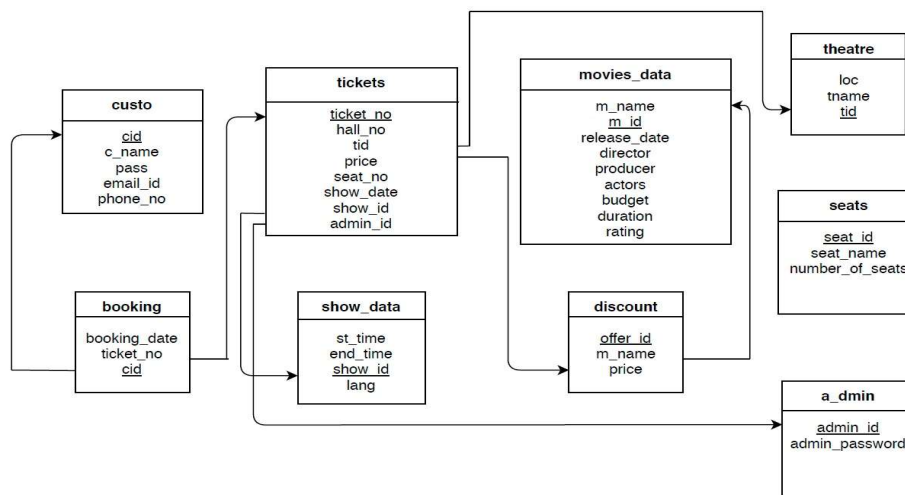 custo
cid
c_name
pass
email_id
phone_no
tickets
ticket_no
hall_no
tid
price
seat_no
show_date
show_id
admin_id
movies_data
m_name
m_id
release_date
director
producer
actors
budget
duration
rating
theatre
loc
tname
tid
seats
seat_id
seat_name
number_of_seats
booking
booking_date
ticket_no
cid
show_data
st_time
end_time
show_id
lang
discount
offer_id
m_name
price
a_dmin
admin_id
admin_password